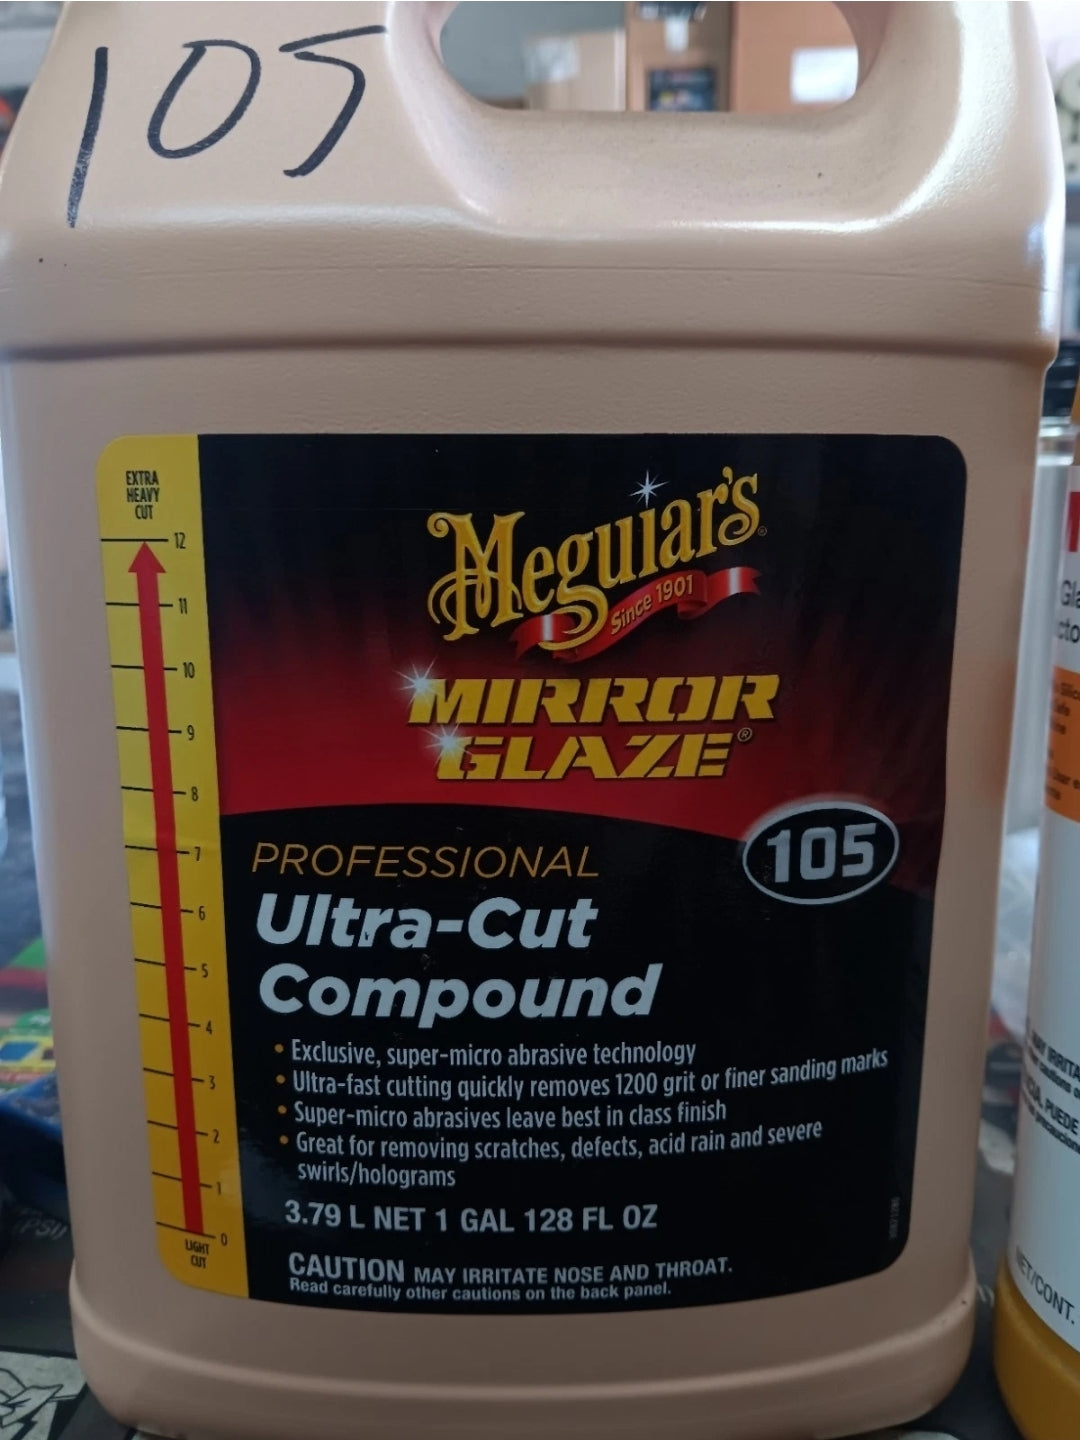 105
EXTRA
HEAVY
CUT
12
11
10
9
8
7
6
5
4
3
2
1
0
LIGHT
CUT
Meguiar's®
Since 1901
MIRROR
GLAZE®
105
PROFESSIONAL
Ultra-Cut
Compound
• Exclusive, super-micro abrasive technology
• Ultra-fast cutting quickly removes 1200 grit or finer sanding marks
• Super-micro abrasives leave best in class finish
• Great for removing scratches, defects, acid rain and severe
swirls/holograms
3.79 L NET 1 GAL 128 FL OZ
CAUTION MAY IRRITATE NOSE AND THROAT.
Read carefully other cautions on the back panel.
(PSI)
PUEDE
NET/CONT.